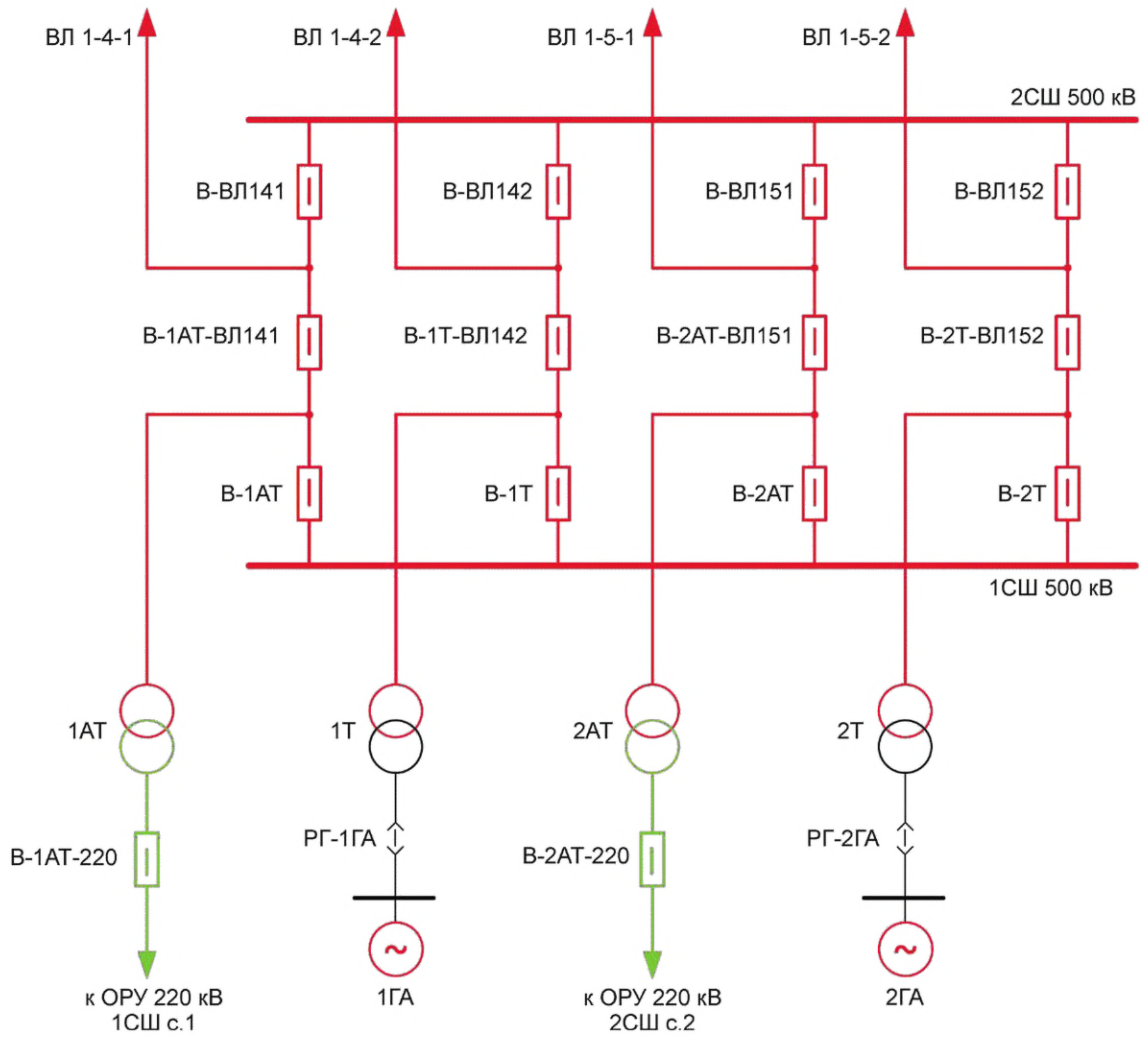 ВЛ 1-4-1
ВЛ 1-4-2
ВЛ 1-5-1
ВЛ 1-5-2
2СШ 500 кВ
В-ВЛ141
В-ВЛ142
В-ВЛ151
В-ВЛ152
В-1АТ-ВЛ141
В-1Т-ВЛ142
В-2АТ-ВЛ151
В-2Т-ВЛ152
В-1АТ
В-1Т
В-2АТ
В-2Т
1СШ 500 кВ
1АТ
1Т
2АТ
2Т
В-1АТ-220
РГ-1ГА
В-2АТ-220
РГ-2ГА
~
~
к ОРУ 220 кВ
1СШ с.1
1ГА
к ОРУ 220 кВ
2СШ с.2
2ГА